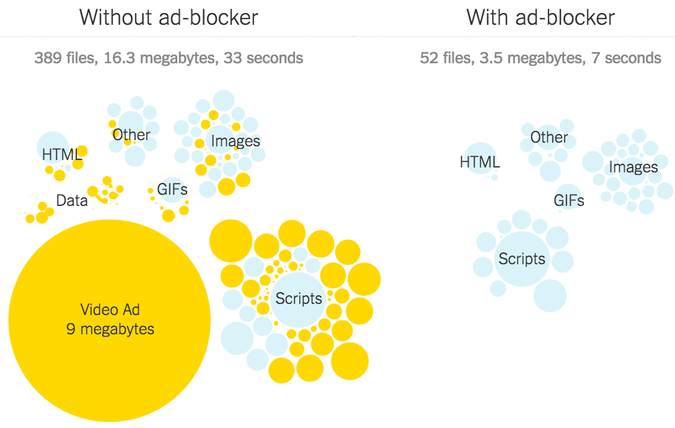 Without ad-blocker
With ad-blocker
389 files, 16.3 megabytes, 33 seconds
52 files, 3.5 megabytes, 7 seconds
Other
Images
HTML
GIFs
Data
Video Ad
9 megabytes
Scripts
Other
HTML
Images
GIFs
Scripts